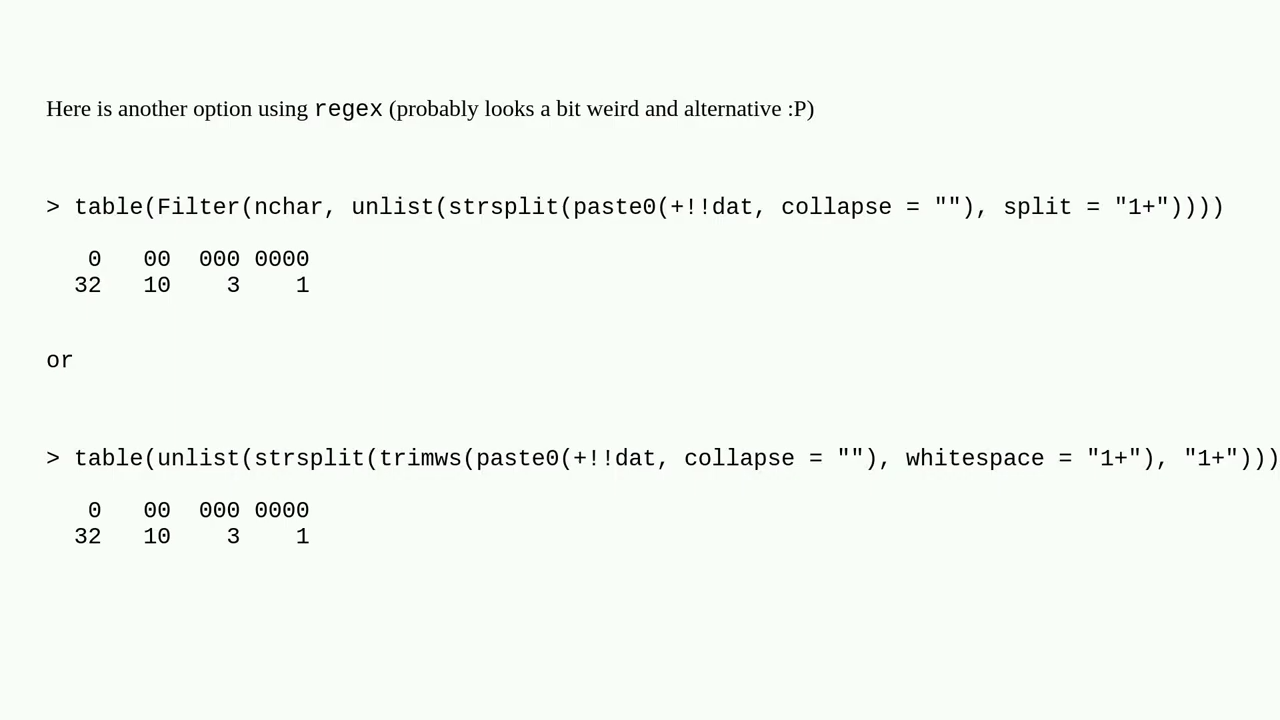 Here is another option using regex (probably looks a bit weird and alternative :P)
> table(Filter(nchar, unlist(strsplit(paste0(+!!dat, collapse = ""), split = "1+"))))
0 00 000 0000
32 10 3 1
or
> table(unlist(strsplit(trimws(paste0(+!!dat, collapse = ""), whitespace = "1+"), "1+")))
0 00 000 0000
32 10 3 1